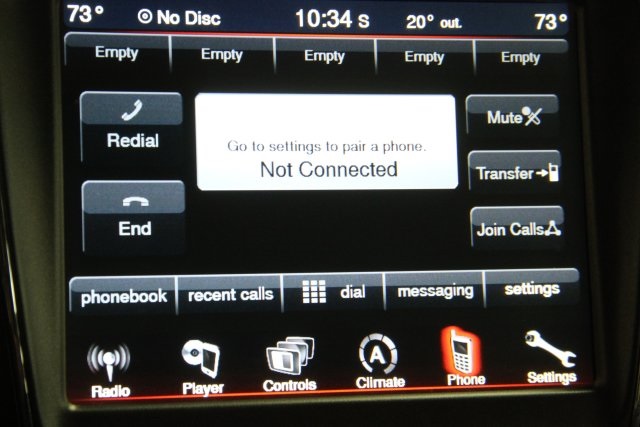 73° No Disc 10:34 S 20° out. 73°
Empty Empty Empty Empty Empty
Redial
Go to settings to pair a phone.
Not Connected
Mute
Transfer
End
Join Calls
phonebook recent calls dial messaging settings
A
Radio Player Controls Climate Phone Settings